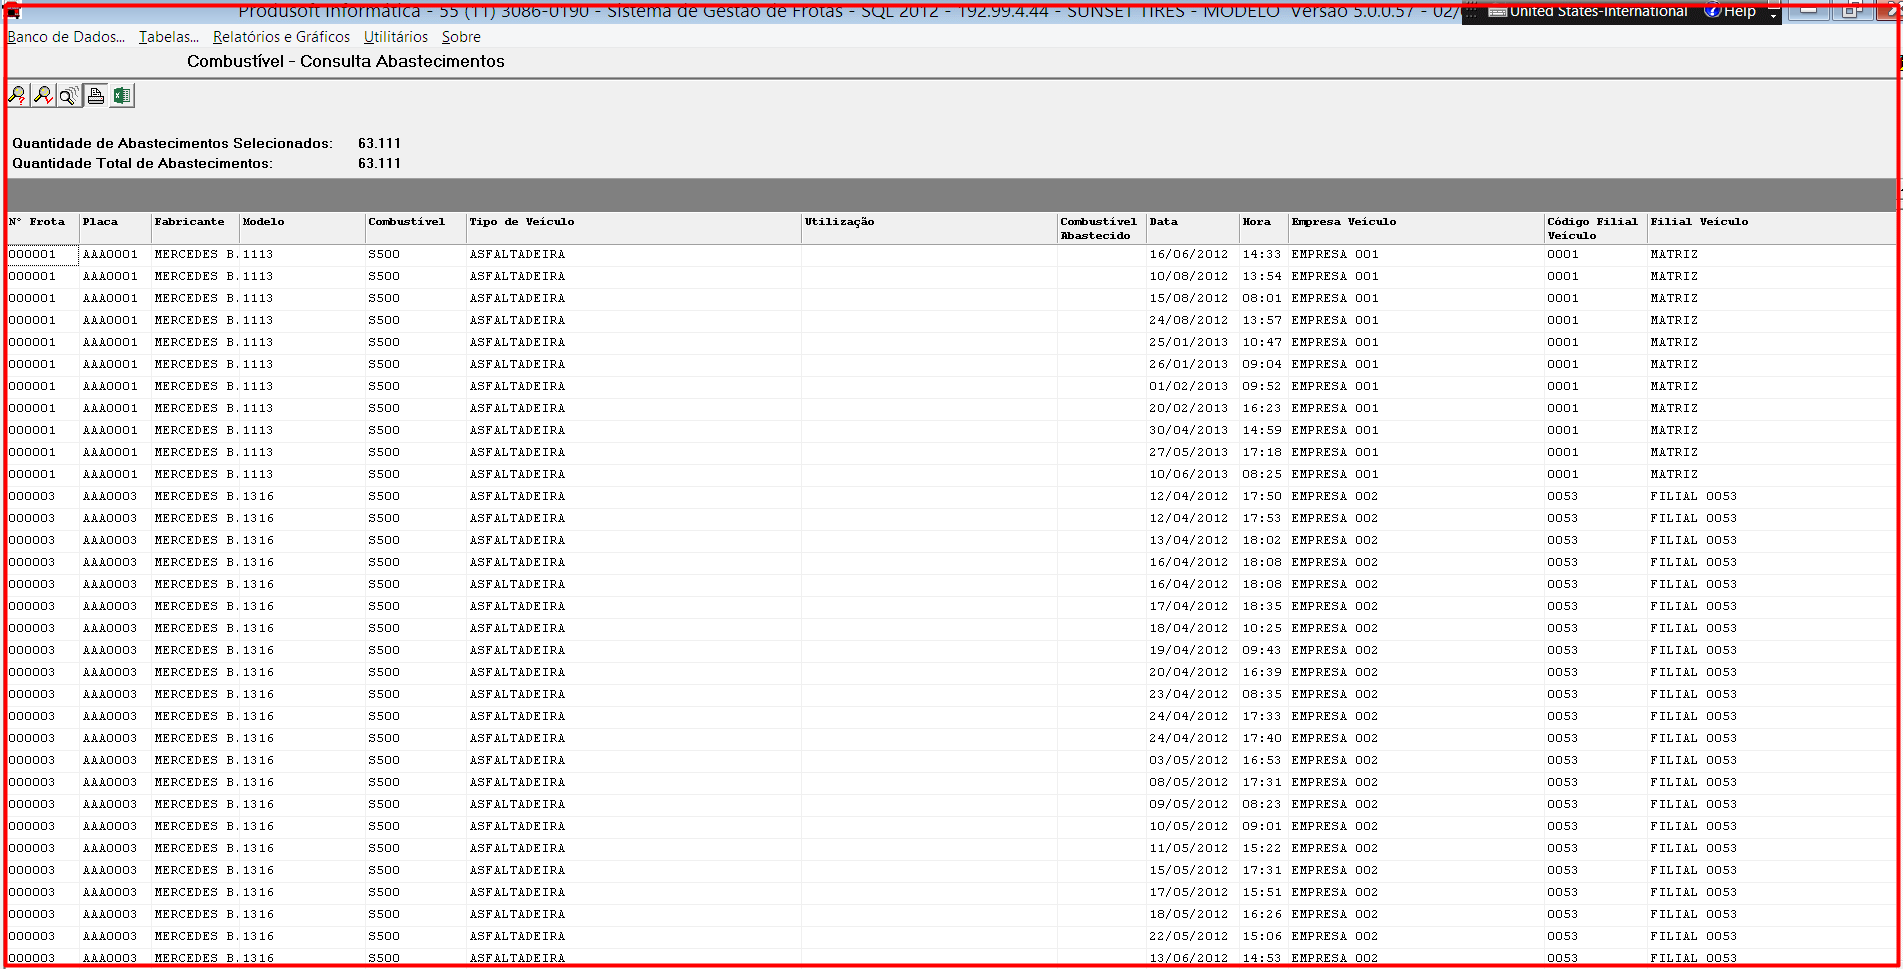 Produsoft Informática - 55 (11) 3086-0190 - Sistema de Gestão de Frotas - SQL 2012 - 192.99.4.44 - SUNSET TIRES - MODELO Versão 5.0.0.57 - 02/ United States-International Help
Banco de Dados... Tabelas... Relatórios e Gráficos Utilitários Sobre
Combustível - Consulta Abastecimentos
Quantidade de Abastecimentos Selecionados: 63.111
Quantidade Total de Abastecimentos: 63.111
N° Frota Placa Fabricante Modelo Combustível Tipo de Veículo Utilização Combustível Abastecido Data Hora Empresa Veículo Código Filial Veículo Filial Veículo
000001 AAA0001 MERCEDES B. 1113 S500 ASFALTADEIRA 16/06/2012 14:33 EMPRESA 001 0001 MATRIZ
000001 AAA0001 MERCEDES B. 1113 S500 ASFALTADEIRA 10/08/2012 13:54 EMPRESA 001 0001 MATRIZ
000001 AAA0001 MERCEDES B. 1113 S500 ASFALTADEIRA 15/08/2012 08:01 EMPRESA 001 0001 MATRIZ
000001 AAA0001 MERCEDES B. 1113 S500 ASFALTADEIRA 24/08/2012 13:57 EMPRESA 001 0001 MATRIZ
000001 AAA0001 MERCEDES B. 1113 S500 ASFALTADEIRA 25/01/2013 10:47 EMPRESA 001 0001 MATRIZ
000001 AAA0001 MERCEDES B. 1113 S500 ASFALTADEIRA 26/01/2013 09:04 EMPRESA 001 0001 MATRIZ
000001 AAA0001 MERCEDES B. 1113 S500 ASFALTADEIRA 01/02/2013 09:52 EMPRESA 001 0001 MATRIZ
000001 AAA0001 MERCEDES B. 1113 S500 ASFALTADEIRA 20/02/2013 16:23 EMPRESA 001 0001 MATRIZ
000001 AAA0001 MERCEDES B. 1113 S500 ASFALTADEIRA 30/04/2013 14:59 EMPRESA 001 0001 MATRIZ
000001 AAA0001 MERCEDES B. 1113 S500 ASFALTADEIRA 27/05/2013 17:18 EMPRESA 001 0001 MATRIZ
000001 AAA0001 MERCEDES B. 1113 S500 ASFALTADEIRA 10/06/2013 08:25 EMPRESA 001 0001 MATRIZ
000003 AAA0003 MERCEDES B. 1316 S500 ASFALTADEIRA 12/04/2012 17:50 EMPRESA 002 0053 FILIAL 0053
000003 AAA0003 MERCEDES B. 1316 S500 ASFALTADEIRA 12/04/2012 17:53 EMPRESA 002 0053 FILIAL 0053
000003 AAA0003 MERCEDES B. 1316 S500 ASFALTADEIRA 13/04/2012 18:02 EMPRESA 002 0053 FILIAL 0053
000003 AAA0003 MERCEDES B. 1316 S500 ASFALTADEIRA 16/04/2012 18:08 EMPRESA 002 0053 FILIAL 0053
000003 AAA0003 MERCEDES B. 1316 S500 ASFALTADEIRA 16/04/2012 18:08 EMPRESA 002 0053 FILIAL 0053
000003 AAA0003 MERCEDES B. 1316 S500 ASFALTADEIRA 17/04/2012 18:35 EMPRESA 002 0053 FILIAL 0053
000003 AAA0003 MERCEDES B. 1316 S500 ASFALTADEIRA 18/04/2012 10:25 EMPRESA 002 0053 FILIAL 0053
000003 AAA0003 MERCEDES B. 1316 S500 ASFALTADEIRA 19/04/2012 09:43 EMPRESA 002 0053 FILIAL 0053
000003 AAA0003 MERCEDES B. 1316 S500 ASFALTADEIRA 20/04/2012 16:39 EMPRESA 002 0053 FILIAL 0053
000003 AAA0003 MERCEDES B. 1316 S500 ASFALTADEIRA 23/04/2012 08:35 EMPRESA 002 0053 FILIAL 0053
000003 AAA0003 MERCEDES B. 1316 S500 ASFALTADEIRA 24/04/2012 17:33 EMPRESA 002 0053 FILIAL 0053
000003 AAA0003 MERCEDES B. 1316 S500 ASFALTADEIRA 24/04/2012 17:40 EMPRESA 002 0053 FILIAL 0053
000003 AAA0003 MERCEDES B. 1316 S500 ASFALTADEIRA 03/05/2012 16:53 EMPRESA 002 0053 FILIAL 0053
000003 AAA0003 MERCEDES B. 1316 S500 ASFALTADEIRA 08/05/2012 17:31 EMPRESA 002 0053 FILIAL 0053
000003 AAA0003 MERCEDES B. 1316 S500 ASFALTADEIRA 09/05/2012 08:23 EMPRESA 002 0053 FILIAL 0053
000003 AAA0003 MERCEDES B. 1316 S500 ASFALTADEIRA 10/05/2012 09:01 EMPRESA 002 0053 FILIAL 0053
000003 AAA0003 MERCEDES B. 1316 S500 ASFALTADEIRA 11/05/2012 15:22 EMPRESA 002 0053 FILIAL 0053
000003 AAA0003 MERCEDES B. 1316 S500 ASFALTADEIRA 15/05/2012 17:31 EMPRESA 002 0053 FILIAL 0053
000003 AAA0003 MERCEDES B. 1316 S500 ASFALTADEIRA 17/05/2012 15:51 EMPRESA 002 0053 FILIAL 0053
000003 AAA0003 MERCEDES B. 1316 S500 ASFALTADEIRA 18/05/2012 16:26 EMPRESA 002 0053 FILIAL 0053
000003 AAA0003 MERCEDES B. 1316 S500 ASFALTADEIRA 22/05/2012 15:06 EMPRESA 002 0053 FILIAL 0053
000003 AAA0003 MERCEDES B. 1316 S500 ASFALTADEIRA 13/06/2012 14:53 EMPRESA 002 0053 FILIAL 0053